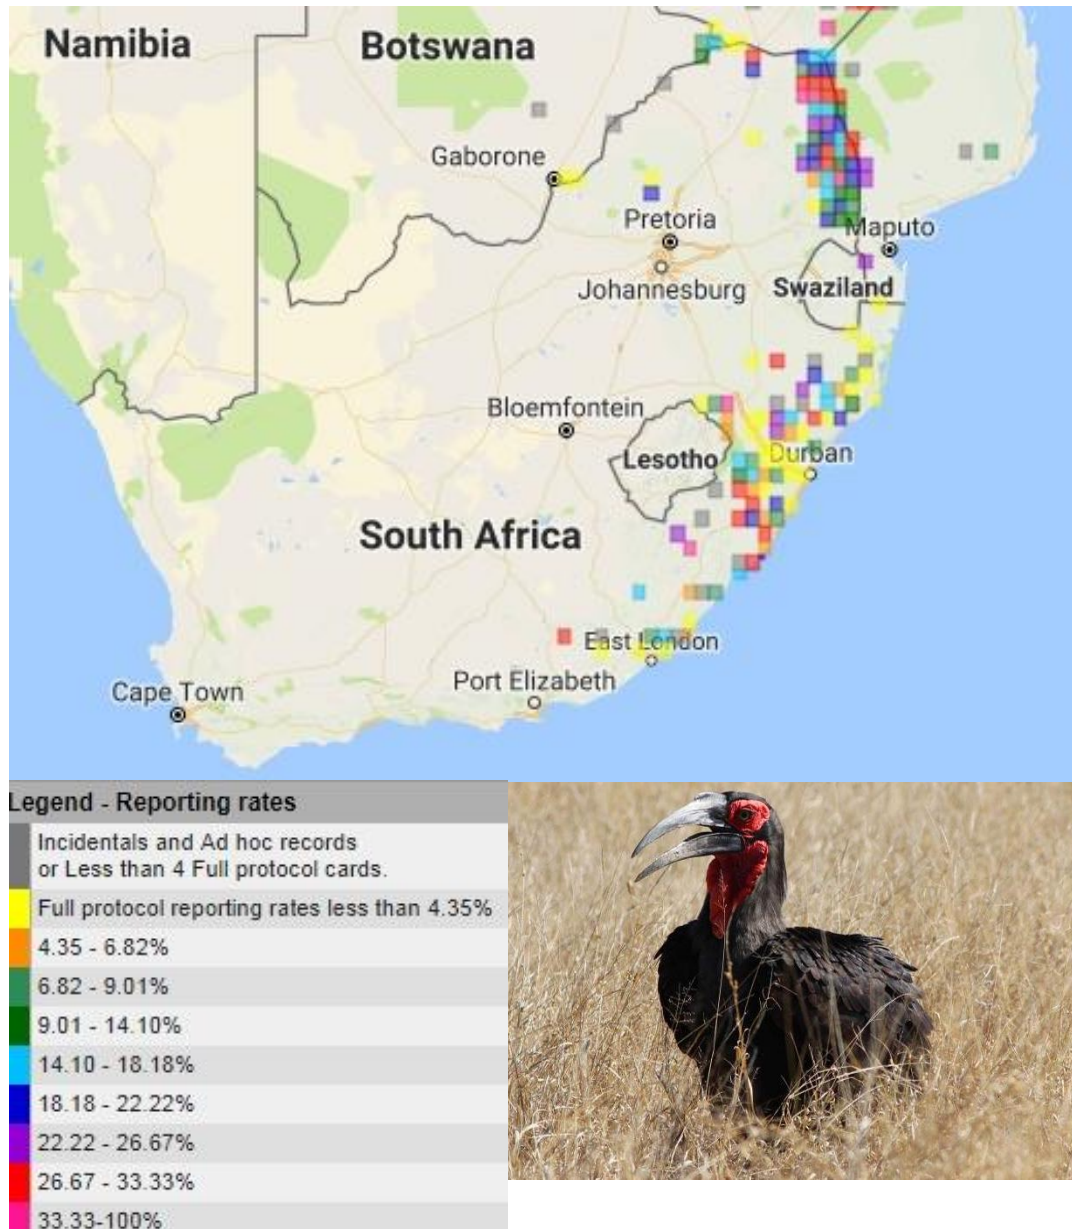 Namibia
Botswana
Gaborone
Pretoria
Maputo
Johannesburg
Swaziland
Bloemfontein
Lesotho
Durban
South Africa
East London
Port Elizabeth
Cape Town
Legend - Reporting rates
Incidentals and Ad hoc records
or Less than 4 Full protocol cards.
Full protocol reporting rates less than 4.35%
4.35 - 6.82%
6.82 - 9.01%
9.01 - 14.10%
14.10 - 18.18%
18.18 - 22.22%
22.22 - 26.67%
26.67 - 33.33%
33.33-100%